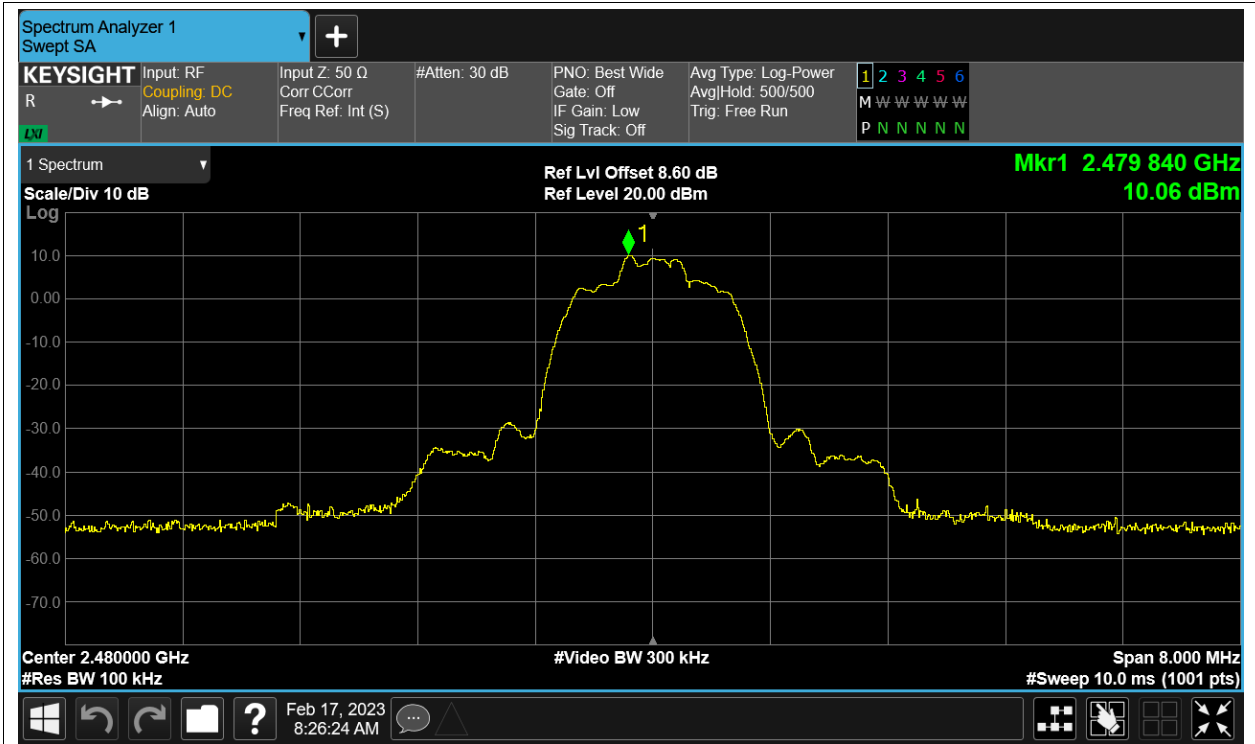 Spectrum Analyzer 1
Swept SA
KEYSIGHT
R
LXI
Input: RF
Coupling: DC
Align: Auto
Input Z: 50 Ω
Corr CCorr
Freq Ref: Int (S)
#Atten: 30 dB
PNO: Best Wide
Gate: Off
IF Gain: Low
Sig Track: Off
Avg Type: Log-Power
Avg|Hold: 500/500
Trig: Free Run
1 2 3 4 5 6
M W W W W W
P N N N N N
1 Spectrum
Scale/Div 10 dB
Log
Ref Lvl Offset 8.60 dB
Ref Level 20.00 dBm
Mkr1 2.479 840 GHz
10.06 dBm
1
10.0
0.00
-10.0
-20.0
-30.0
-40.0
-50.0
-60.0
-70.0
Center 2.480000 GHz
#Res BW 100 kHz
#Video BW 300 kHz
Span 8.000 MHz
#Sweep 10.0 ms (1001 pts)
?
Feb 17, 2023
8:26:24 AM